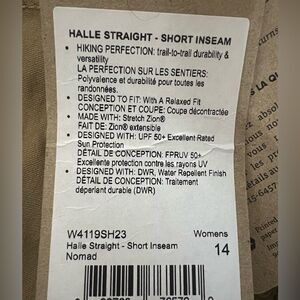 HALLE STRAIGHT - SHORT INSEAM
• HIKING PERFECTION: trail-to-trail durability &
versatility
LA PERFECTION SUR LES SENTIERS:
Polyvalence et durabilité pour toutes les
randonnées.
• DESIGNED TO FIT: With A Relaxed Fit
CONCEPTION ET COUPE: Coupe décontractée
• MADE WITH: Stretch Zion®
FAIT DE: Zion® extensible
• DESIGNED WITH: UPF 50+ Excellent Rated
Sun Protection
DÉTAIL DE CONCEPTION: FPRUV 50+
Excellente protection contre les rayons UV
• DESIGNED WITH: DWR, Water Repellent Finish
DÉTAIL DE CONCEPTION: Traitement
déperlant durable (DWR)
W4119SH23
Womens
Halle Straight - Short Inseam
14
Nomad